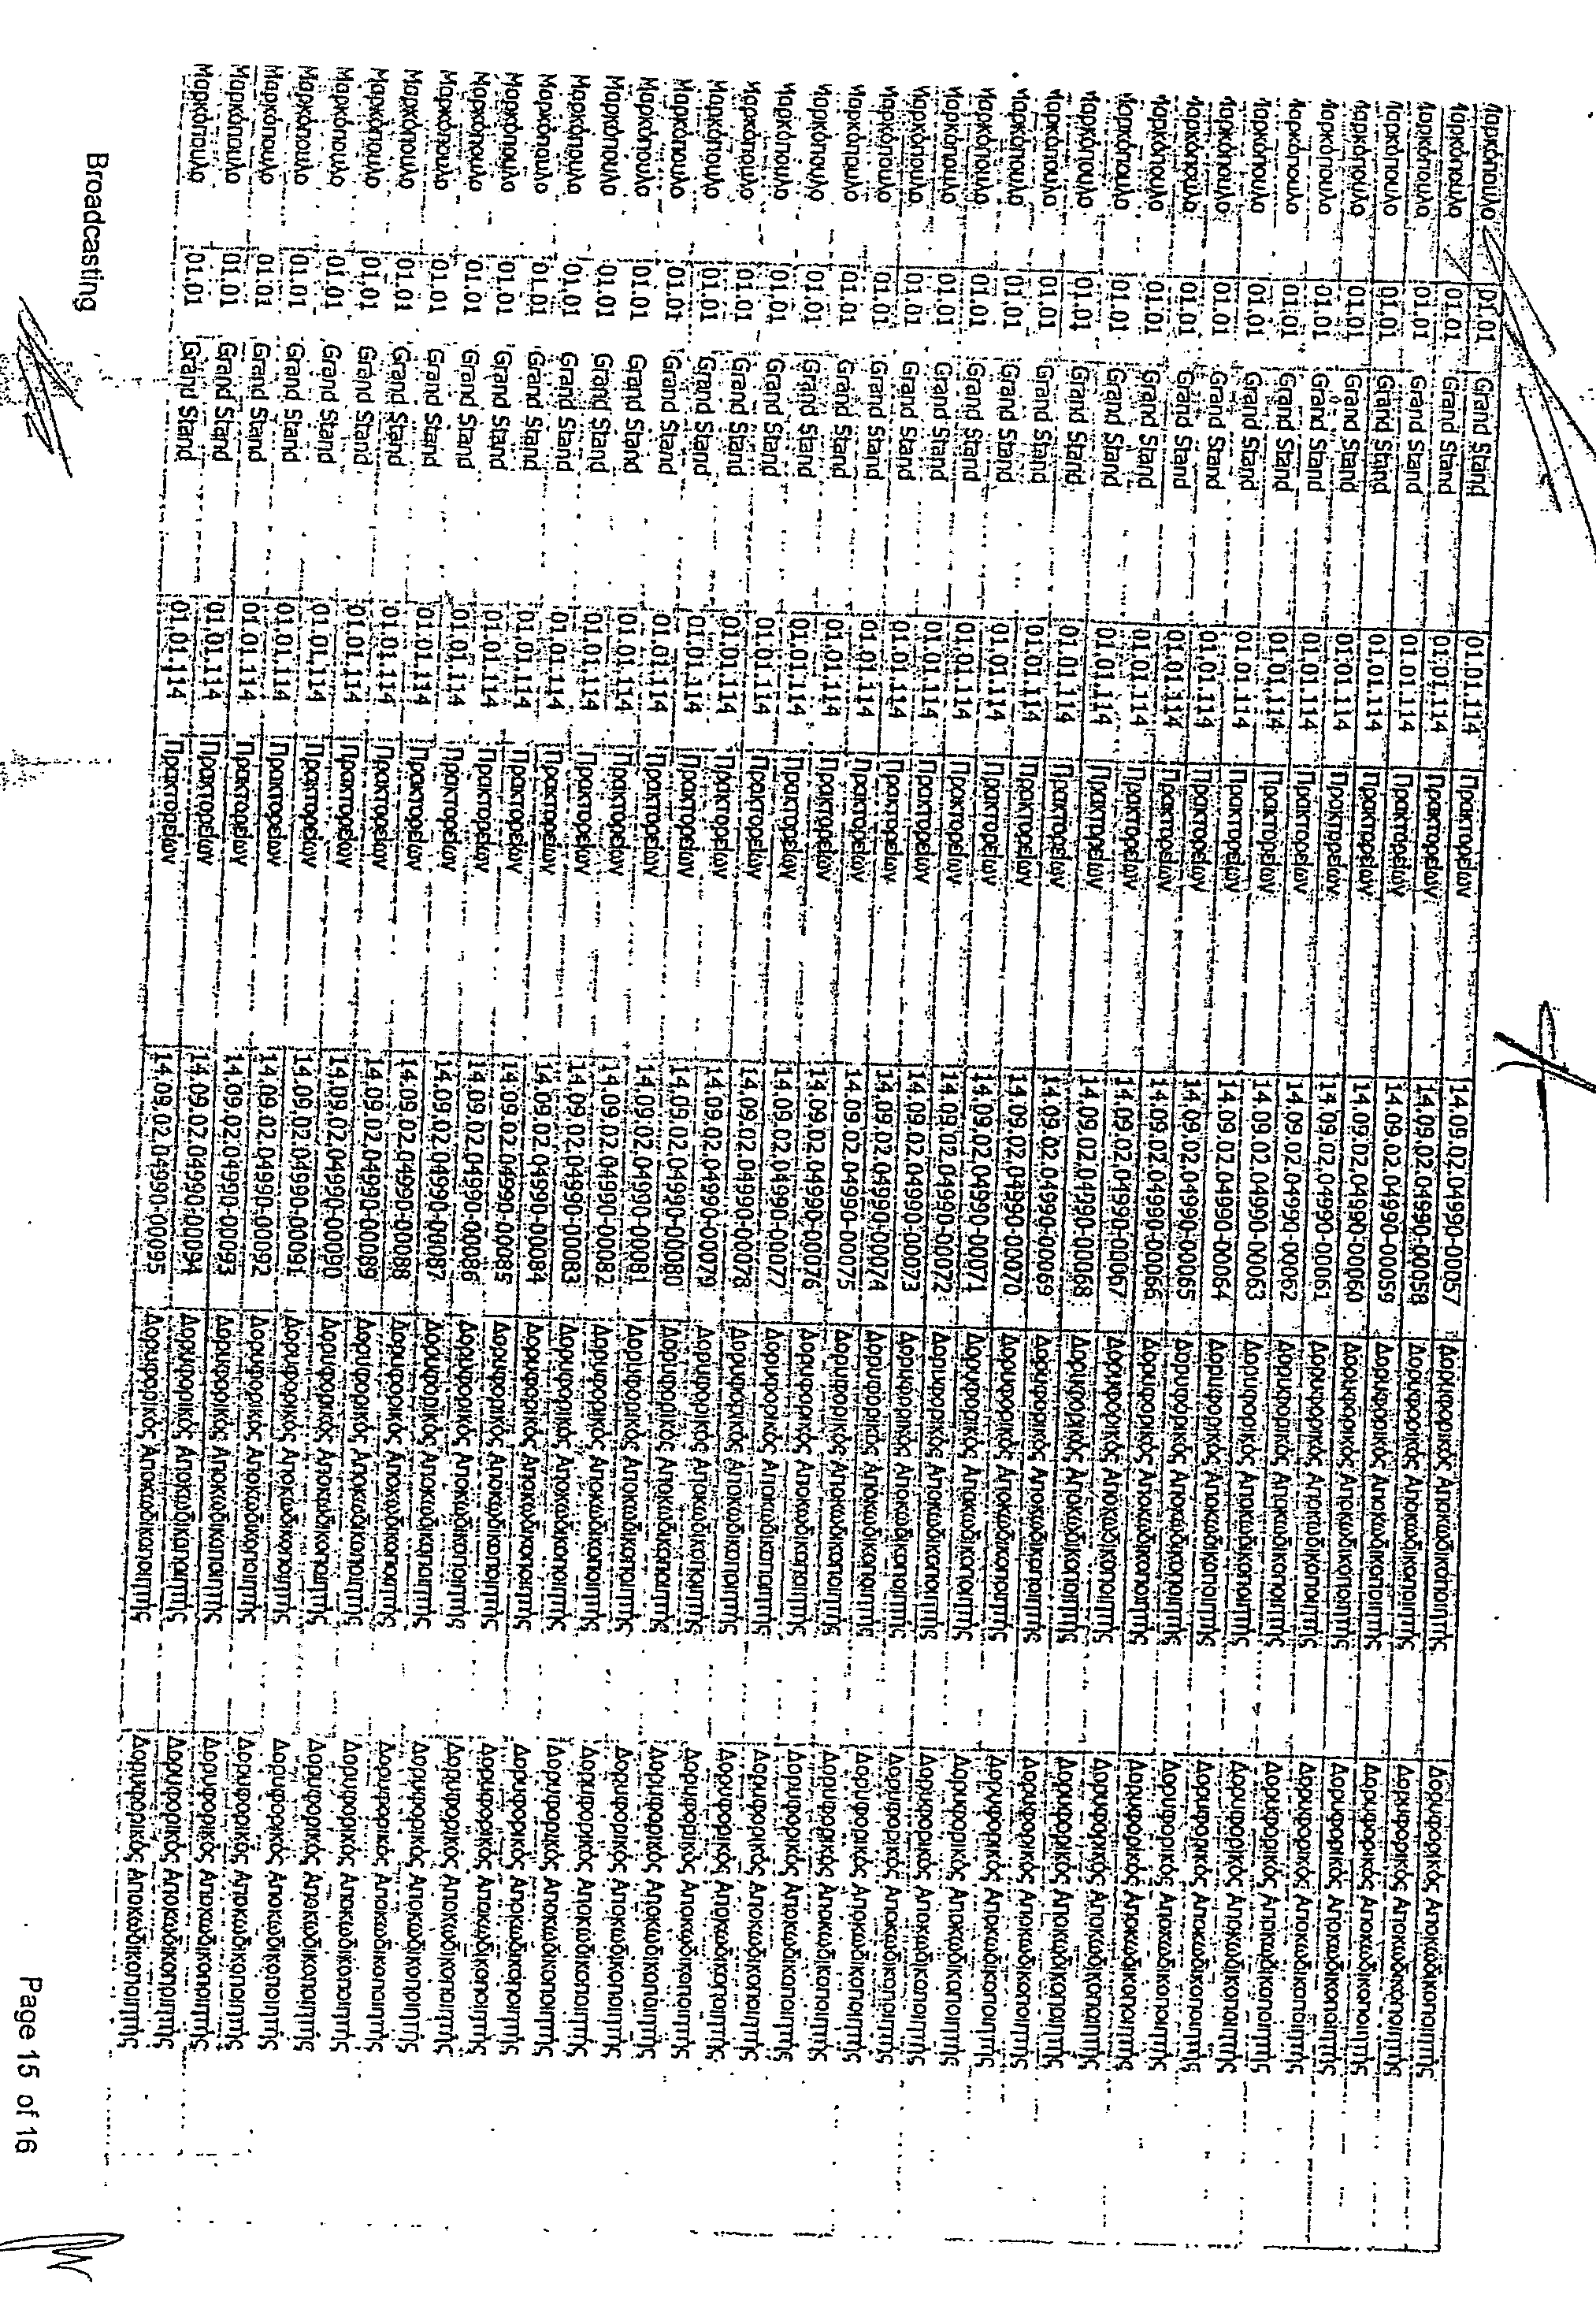 Μαρκόπουλο 01.01 Grand Stand 01.01.114 Πρακτορείων 14.09.02.04990-00057 Δορυφορικός Αποκωδικοποιητής Δορυφορικός Αποκωδικοποιητής
Μαρκόπουλο 01.01 Grand Stand 01.01.114 Πρακτορείων 14.09.02.04990-00058 Δορυφορικός Αποκωδικοποιητής Δορυφορικός Αποκωδικοποιητής
Μαρκόπουλο 01.01 Grand Stand 01.01.114 Πρακτορείων 14.09.02.04990-00059 Δορυφορικός Αποκωδικοποιητής Δορυφορικός Αποκωδικοποιητής
Μαρκόπουλο 01.01 Grand Stand 01.01.114 Πρακτορείων 14.09.02.04990-00060 Δορυφορικός Αποκωδικοποιητής Δορυφορικός Αποκωδικοποιητής
Μαρκόπουλο 01.01 Grand Stand 01.01.114 Πρακτορείων 14.09.02.04990-00061 Δορυφορικός Αποκωδικοποιητής Δορυφορικός Αποκωδικοποιητής
Μαρκόπουλο 01.01 Grand Stand 01.01.114 Πρακτορείων 14.09.02.04990-00062 Δορυφορικός Αποκωδικοποιητής Δορυφορικός Αποκωδικοποιητής
Μαρκόπουλο 01.01 Grand Stand 01.01.114 Πρακτορείων 14.09.02.04990-00063 Δορυφορικός Αποκωδικοποιητής Δορυφορικός Αποκωδικοποιητής
Μαρκόπουλο 01.01 Grand Stand 01.01.114 Πρακτορείων 14.09.02.04990-00064 Δορυφορικός Αποκωδικοποιητής Δορυφορικός Αποκωδικοποιητής
Μαρκόπουλο 01.01 Grand Stand 01.01.114 Πρακτορείων 14.09.02.04990-00065 Δορυφορικός Αποκωδικοποιητής Δορυφορικός Αποκωδικοποιητής
Μαρκόπουλο 01.01 Grand Stand 01.01.114 Πρακτορείων 14.09.02.04990-00066 Δορυφορικός Αποκωδικοποιητής Δορυφορικός Αποκωδικοποιητής
Μαρκόπουλο 01.01 Grand Stand 01.01.114 Πρακτορείων 14.09.02.04990-00067 Δορυφορικός Αποκωδικοποιητής Δορυφορικός Αποκωδικοποιητής
Μαρκόπουλο 01.01 Grand Stand 01.01.114 Πρακτορείων 14.09.02.04990-00068 Δορυφορικός Αποκωδικοποιητής Δορυφορικός Αποκωδικοποιητής
Μαρκόπουλο 01.01 Grand Stand 01.01.114 Πρακτορείων 14.09.02.04990-00069 Δορυφορικός Αποκωδικοποιητής Δορυφορικός Αποκωδικοποιητής
Μαρκόπουλο 01.01 Grand Stand 01.01.114 Πρακτορείων 14.09.02.04990-00070 Δορυφορικός Αποκωδικοποιητής Δορυφορικός Αποκωδικοποιητής
Μαρκόπουλο 01.01 Grand Stand 01.01.114 Πρακτορείων 14.09.02.04990-00071 Δορυφορικός Αποκωδικοποιητής Δορυφορικός Αποκωδικοποιητής
Μαρκόπουλο 01.01 Grand Stand 01.01.114 Πρακτορείων 14.09.02.04990-00072 Δορυφορικός Αποκωδικοποιητής Δορυφορικός Αποκωδικοποιητής
Μαρκόπουλο 01.01 Grand Stand 01.01.114 Πρακτορείων 14.09.02.04990-00073 Δορυφορικός Αποκωδικοποιητής Δορυφορικός Αποκωδικοποιητής
Μαρκόπουλο 01.01 Grand Stand 01.01.114 Πρακτορείων 14.09.02.04990-00074 Δορυφορικός Αποκωδικοποιητής Δορυφορικός Αποκωδικοποιητής
Μαρκόπουλο 01.01 Grand Stand 01.01.114 Πρακτορείων 14.09.02.04990-00075 Δορυφορικός Αποκωδικοποιητής Δορυφορικός Αποκωδικοποιητής
Μαρκόπουλο 01.01 Grand Stand 01.01.114 Πρακτορείων 14.09.02.04990-00076 Δορυφορικός Αποκωδικοποιητής Δορυφορικός Αποκωδικοποιητής
Μαρκόπουλο 01.01 Grand Stand 01.01.114 Πρακτορείων 14.09.02.04990-00077 Δορυφορικός Αποκωδικοποιητής Δορυφορικός Αποκωδικοποιητής
Μαρκόπουλο 01.01 Grand Stand 01.01.114 Πρακτορείων 14.09.02.04990-00078 Δορυφορικός Αποκωδικοποιητής Δορυφορικός Αποκωδικοποιητής
Μαρκόπουλο 01.01 Grand Stand 01.01.114 Πρακτορείων 14.09.02.04990-00079 Δορυφορικός Αποκωδικοποιητής Δορυφορικός Αποκωδικοποιητής
Μαρκόπουλο 01.01 Grand Stand 01.01.114 Πρακτορείων 14.09.02.04990-00080 Δορυφορικός Αποκωδικοποιητής Δορυφορικός Αποκωδικοποιητής
Μαρκόπουλο 01.01 Grand Stand 01.01.114 Πρακτορείων 14.09.02.04990-00081 Δορυφορικός Αποκωδικοποιητής Δορυφορικός Αποκωδικοποιητής
Μαρκόπουλο 01.01 Grand Stand 01.01.114 Πρακτορείων 14.09.02.04990-00082 Δορυφορικός Αποκωδικοποιητής Δορυφορικός Αποκωδικοποιητής
Μαρκόπουλο 01.01 Grand Stand 01.01.114 Πρακτορείων 14.09.02.04990-00083 Δορυφορικός Αποκωδικοποιητής Δορυφορικός Αποκωδικοποιητής
Μαρκόπουλο 01.01 Grand Stand 01.01.114 Πρακτορείων 14.09.02.04990-00084 Δορυφορικός Αποκωδικοποιητής Δορυφορικός Αποκωδικοποιητής
Μαρκόπουλο 01.01 Grand Stand 01.01.114 Πρακτορείων 14.09.02.04990-00085 Δορυφορικός Αποκωδικοποιητής Δορυφορικός Αποκωδικοποιητής
Μαρκόπουλο 01.01 Grand Stand 01.01.114 Πρακτορείων 14.09.02.04990-00086 Δορυφορικός Αποκωδικοποιητής Δορυφορικός Αποκωδικοποιητής
Μαρκόπουλο 01.01 Grand Stand 01.01.114 Πρακτορείων 14.09.02.04990-00087 Δορυφορικός Αποκωδικοποιητής Δορυφορικός Αποκωδικοποιητής
Μαρκόπουλο 01.01 Grand Stand 01.01.114 Πρακτορείων 14.09.02.04990-00088 Δορυφορικός Αποκωδικοποιητής Δορυφορικός Αποκωδικοποιητής
Μαρκόπουλο 01.01 Grand Stand 01.01.114 Πρακτορείων 14.09.02.04990-00089 Δορυφορικός Αποκωδικοποιητής Δορυφορικός Αποκωδικοποιητής
Μαρκόπουλο 01.01 Grand Stand 01.01.114 Πρακτορείων 14.09.02.04990-00090 Δορυφορικός Αποκωδικοποιητής Δορυφορικός Αποκωδικοποιητής
Μαρκόπουλο 01.01 Grand Stand 01.01.114 Πρακτορείων 14.09.02.04990-00091 Δορυφορικός Αποκωδικοποιητής Δορυφορικός Αποκωδικοποιητής
Μαρκόπουλο 01.01 Grand Stand 01.01.114 Πρακτορείων 14.09.02.04990-00092 Δορυφορικός Αποκωδικοποιητής Δορυφορικός Αποκωδικοποιητής
Μαρκόπουλο 01.01 Grand Stand 01.01.114 Πρακτορείων 14.09.02.04990-00093 Δορυφορικός Αποκωδικοποιητής Δορυφορικός Αποκωδικοποιητής
Μαρκόπουλο 01.01 Grand Stand 01.01.114 Πρακτορείων 14.09.02.04990-00094 Δορυφορικός Αποκωδικοποιητής Δορυφορικός Αποκωδικοποιητής
Μαρκόπουλο 01.01 Grand Stand 01.01.114 Πρακτορείων 14.09.02.04990-00095 Δορυφορικός Αποκωδικοποιητής Δορυφορικός Αποκωδικοποιητής
Broadcasting
Page 15 of 16